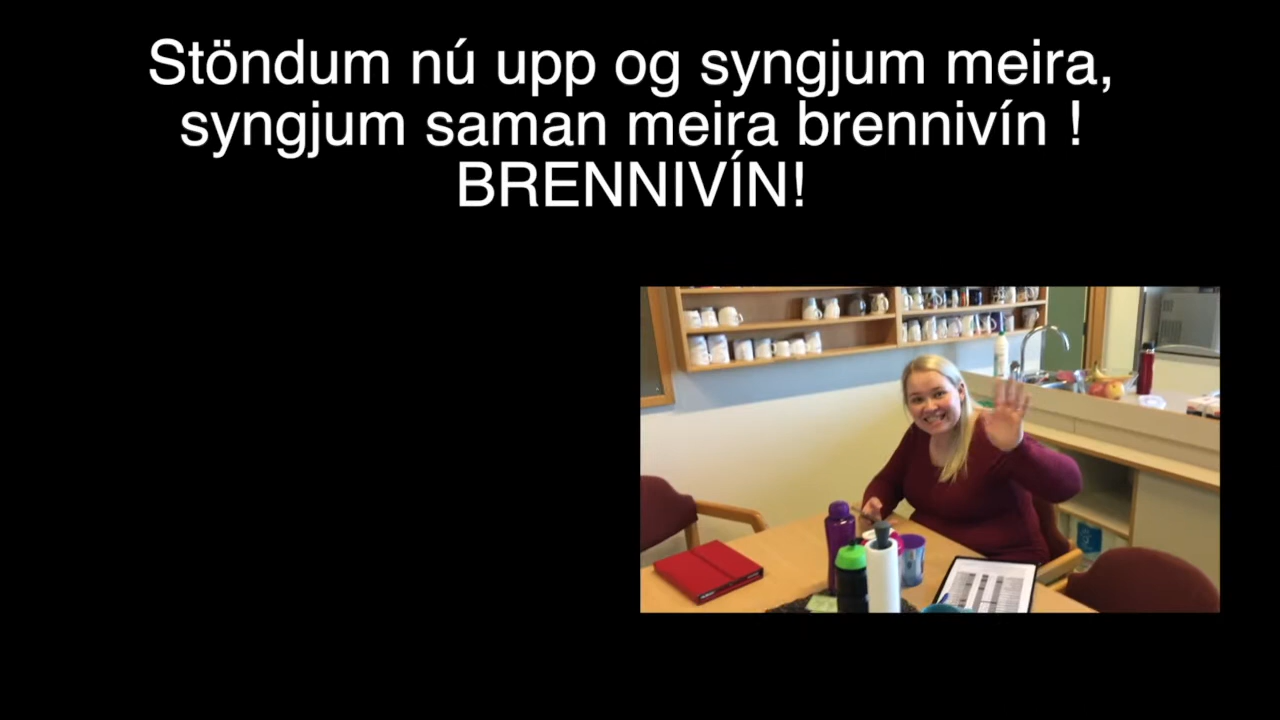 Stöndum nú upp og syngjum meira,
syngjum saman meira brennivín !
BRENNIVÍN!